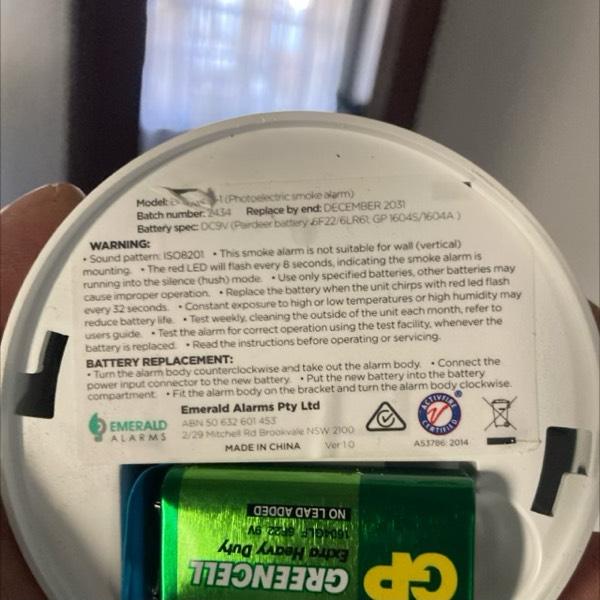 Model: (Photoelectric smoke alarm)
Batch number: 2434 Replace by end: DECEMBER 2031
Battery spec: DC9V (Pairdeer battery:6F22/6LR61; GP 1604S/1604A )
WARNING:
• Sound pattern: ISO8201 • This smoke alarm is not suitable for wall (vertical)
mounting. • The red LED will flash every 8 seconds, indicating the smoke alarm is
running into the silence (hush) mode. • Use only specified batteries, other batteries may
cause improper operation. • Replace the battery when the unit chirps with red led flash
every 32 seconds. • Constant exposure to high or low temperatures or high humidity may
reduce battery life. • Test weekly, cleaning the outside of the unit each month, refer to
users guide. • Test the alarm for correct operation using the test facility, whenever the
battery is replaced. • Read the instructions before operating or servicing.
BATTERY REPLACEMENT:
• Turn the alarm body counterclockwise and take out the alarm body. • Connect the
power input connector to the new battery. • Put the new battery into the battery
compartment. • Fit the alarm body on the bracket and turn the alarm body clockwise.
EMERALD
ALARMS
Emerald Alarms Pty Ltd
ABN 50 632 601 453
2/29 Mitchell Rd Brookvale NSW 2100
MADE IN CHINA Ver 1.0
ACTIVFIRE
CERTIFIED
AS3786: 2014
NO LEAD ADDED
1604GLF 6F22 9V
Extra Heavy Duty
GREENCELL
GP